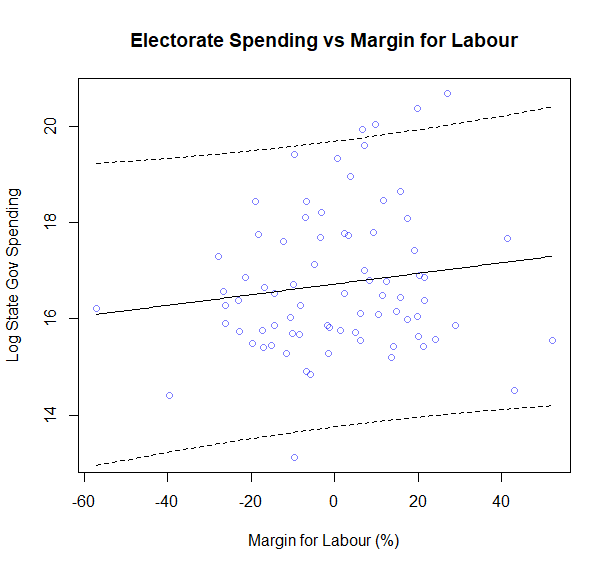 Electorate Spending vs Margin for Labour
Log State Gov Spending
20
18
16
14
-60 -40 -20 0 20 40
Margin for Labour (%)